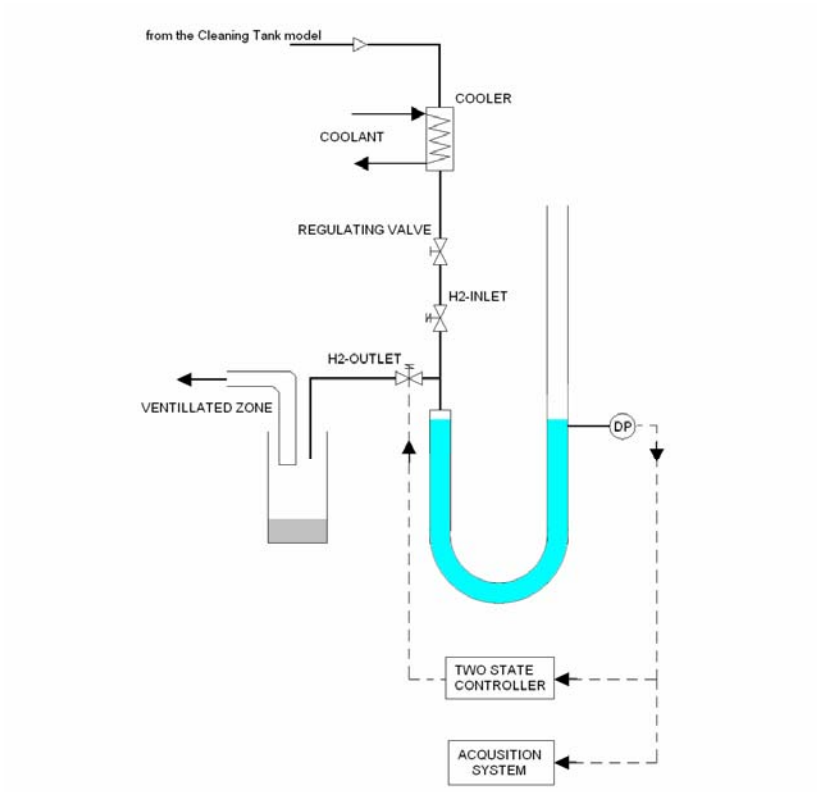 from the Cleaning Tank model
COOLER
COOLANT
REGULATING VALVE
H2-INLET
H2-OUTLET
VENTILLATED ZONE
DP
TWO STATE
CONTROLLER
ACQUSITION
SYSTEM